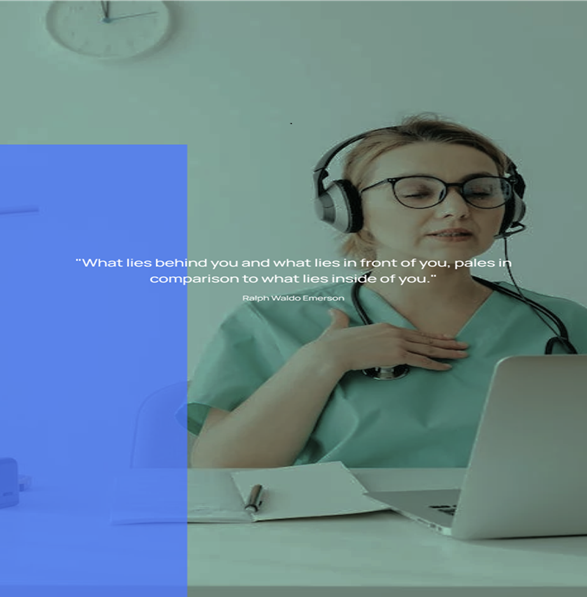 "What lies behind you and what lies in front of you, pales in
comparison to what lies inside of you."
Ralph Waldo Emerson